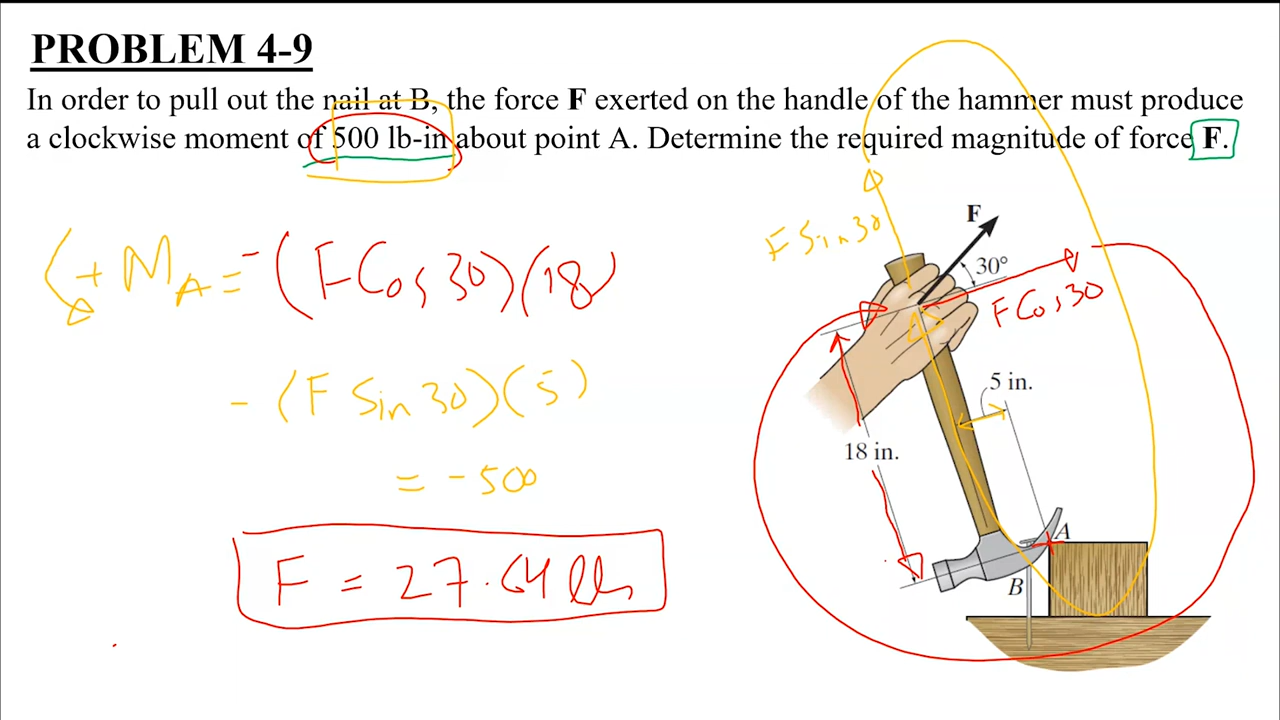 PROBLEM 4-9
In order to pull out the nail at B, the force F exerted on the handle of the hammer must produce
a clockwise moment of 500 lb-in about point A. Determine the required magnitude of force F.
F
F Sin 30
30°
F Cos 30
+ M A = - (F Cos 30) (18)
- (F Sin 30) (5)
5 in.
18 in.
= - 500
A
B
F = 27.64 lb